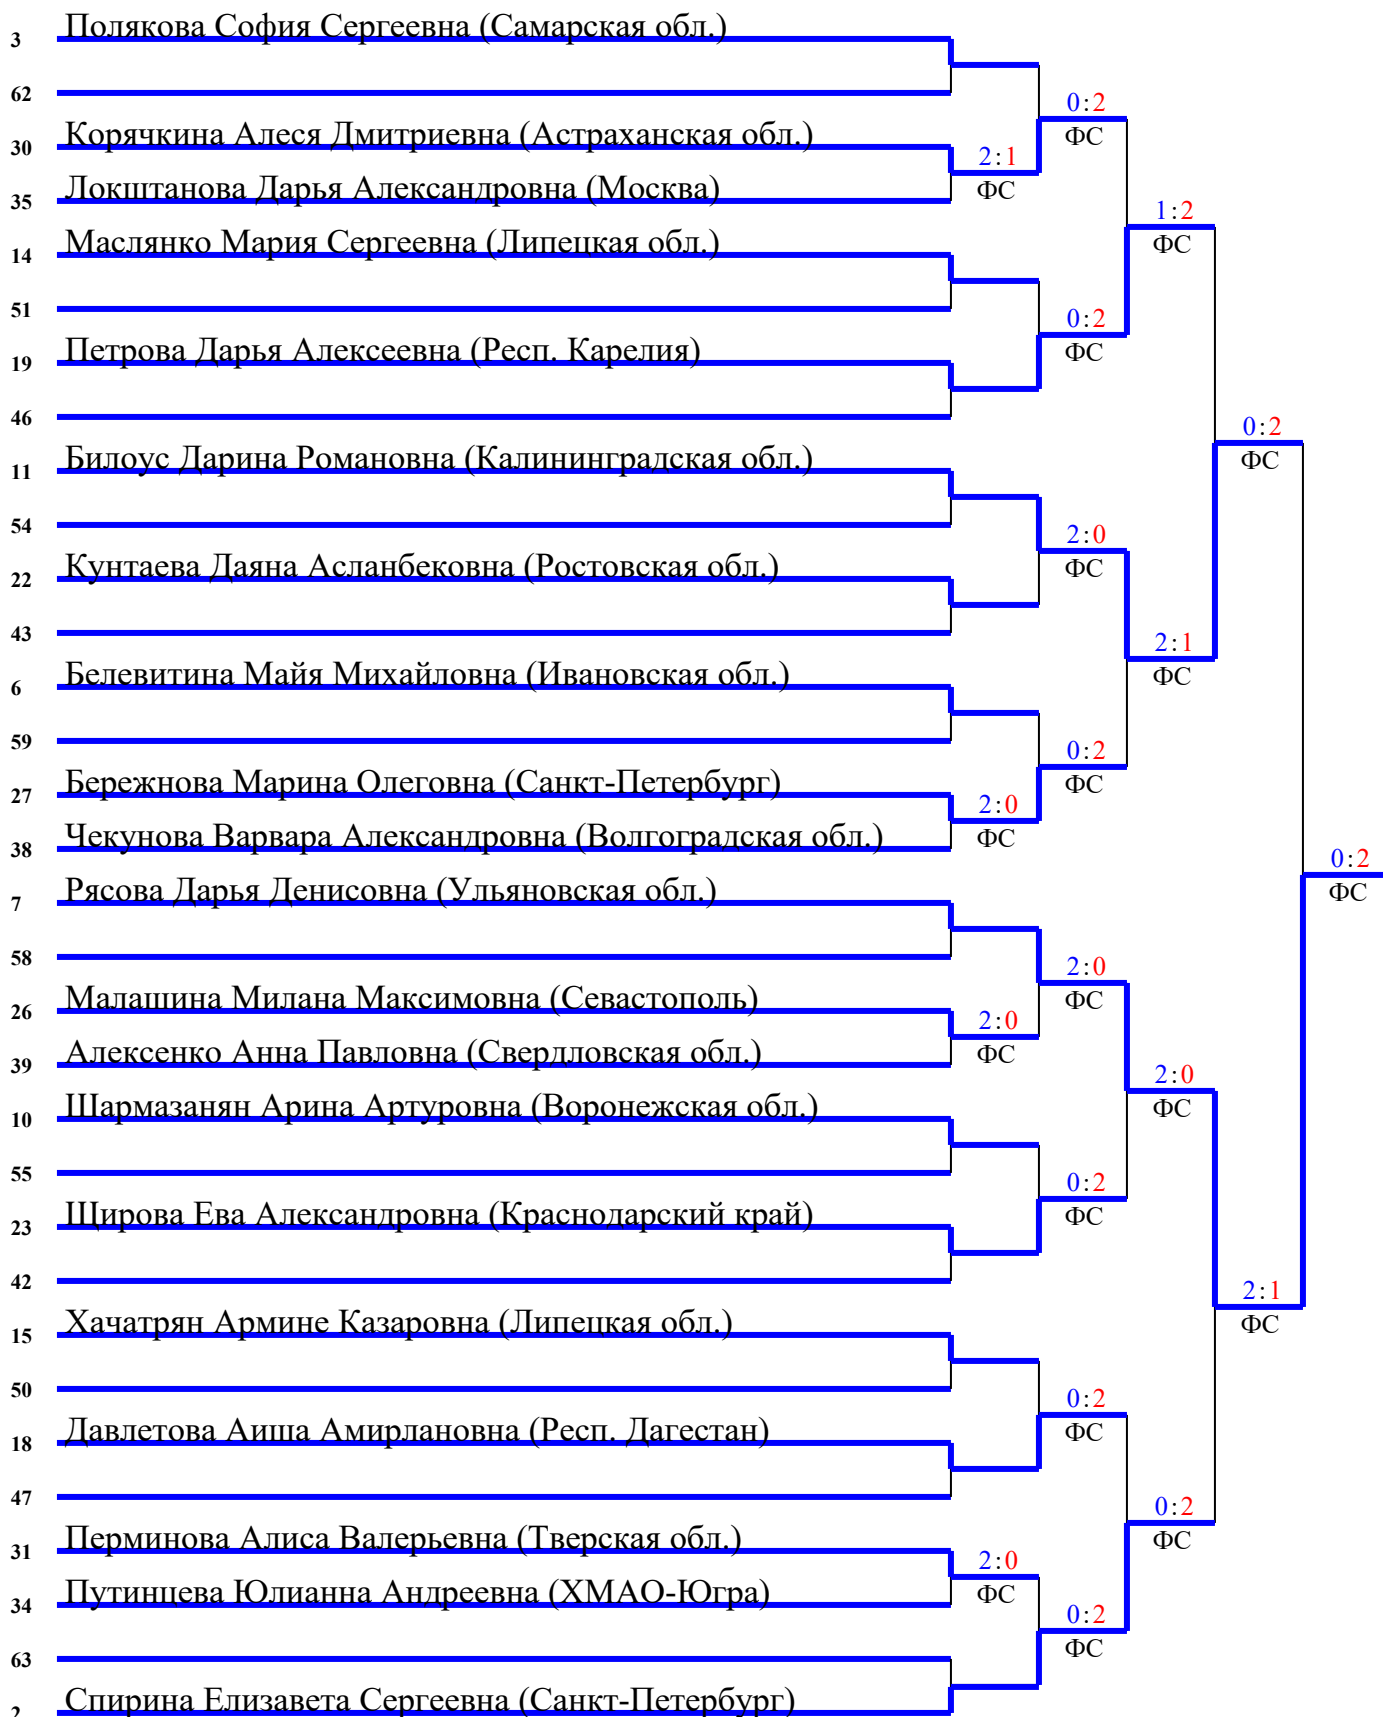 3 Полякова София Сергеевна (Самарская обл.)
62
0:2
ФС
30 Корячкина Алеся Дмитриевна (Астраханская обл.)
2:1
ФС
35 Локштанова Дарья Александровна (Москва)
1:2
ФС
14 Маслянко Мария Сергеевна (Липецкая обл.)
51
0:2
ФС
19 Петрова Дарья Алексеевна (Респ. Карелия)
46
0:2
ФС
11 Билоус Дарина Романовна (Калининградская обл.)
54
2:0
ФС
22 Кунтаева Даяна Асланбековна (Ростовская обл.)
43
2:1
ФС
6 Белевитина Майя Михайловна (Ивановская обл.)
59
0:2
ФС
27 Бережнова Марина Олеговна (Санкт-Петербург)
2:0
ФС
38 Чекунова Варвара Александровна (Волгоградская обл.)
0:2
ФС
7 Рясова Дарья Денисовна (Ульяновская обл.)
58
2:0
ФС
26 Малашина Милана Максимовна (Севастополь)
2:0
ФС
39 Алексенко Анна Павловна (Свердловская обл.)
2:0
ФС
10 Шармазанян Арина Артуровна (Воронежская обл.)
55
0:2
ФС
23 Щирова Ева Александровна (Краснодарский край)
42
2:1
ФС
15 Хачатрян Армине Казаровна (Липецкая обл.)
50
0:2
ФС
18 Давлетова Аиша Амирлановна (Респ. Дагестан)
47
0:2
ФС
31 Перминова Алиса Валерьевна (Тверская обл.)
2:0
ФС
34 Путинцева Юлианна Андреевна (ХМАО-Югра)
0:2
ФС
63
2 Спирина Елизавета Сергеевна (Санкт-Петербург)